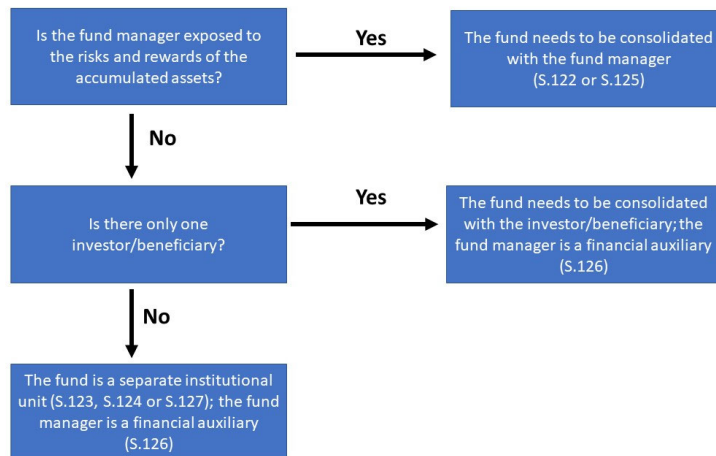 Is the fund manager exposed to
the risks and rewards of the
accumulated assets?
Yes
The fund needs to be consolidated
with the fund manager
(S.122 or S.125)
No
Is there only one
investor/beneficiary?
Yes
The fund needs to be consolidated
with the investor/beneficiary; the
fund manager is a financial auxiliary
(S.126)
No
The fund is a separate institutional
unit (S.123, S.124 or S.127); the fund
manager is a financial auxiliary
(S.126)